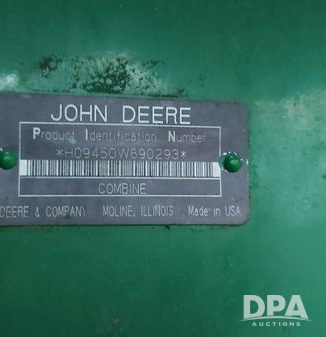 JOHN DEERE
Product Identification Number
*H09450W690293*
COMBINE
DEERE & COMPANY MOLINE, ILLINOIS Made in USA
DPA
AUCTIONS